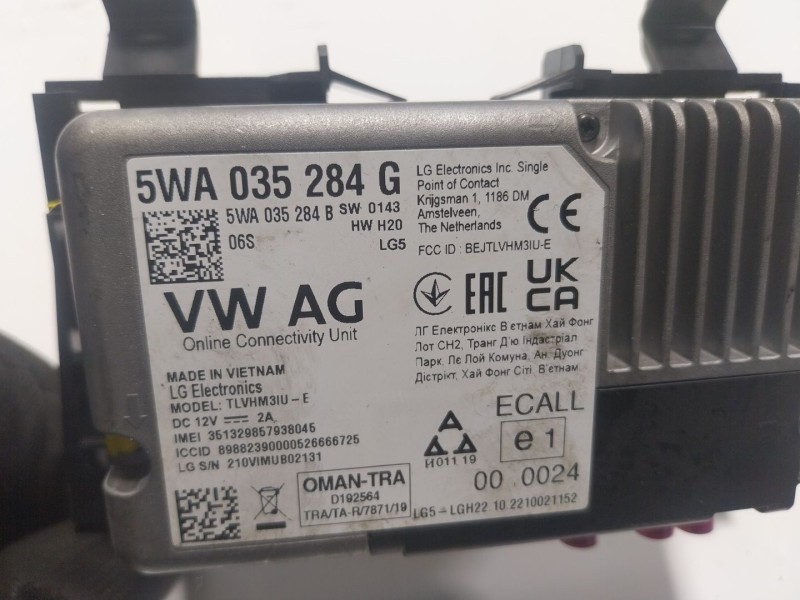 5WA 035 284 G
5WA 035 284 B SW 0143
HW H20
06S
LG5
VW AG
Online Connectivity Unit
MADE IN VIETNAM
LG Electronics
MODEL: TLVHM3IU-E
DC 12V 2A
IMEI 351329857938045
ICCID 89882390000526666725
LG S/N 210VIMUB02131
OMAN-TRA
D192564
TRA/TA-R/7871/19
LG Electronics Inc. Single
Point of Contact
Krijgsman 1, 1186 DM
Amstelveen,
The Netherlands
CE
FCC ID : BEJTLVHM3IU-E
EAC
UK
CA
ЛГ Електронікс В'єтнам Хай Фонг
Лот СН2, Транг Д'ю Індастріал
Парк, Ле Лой Комуна, Ан. Дуонг
Дістрікт, Хай Фонг Сіті В'єтнам
И011 19
ECALL
e1
00 0024
LG5-LGH22.10.2210021152